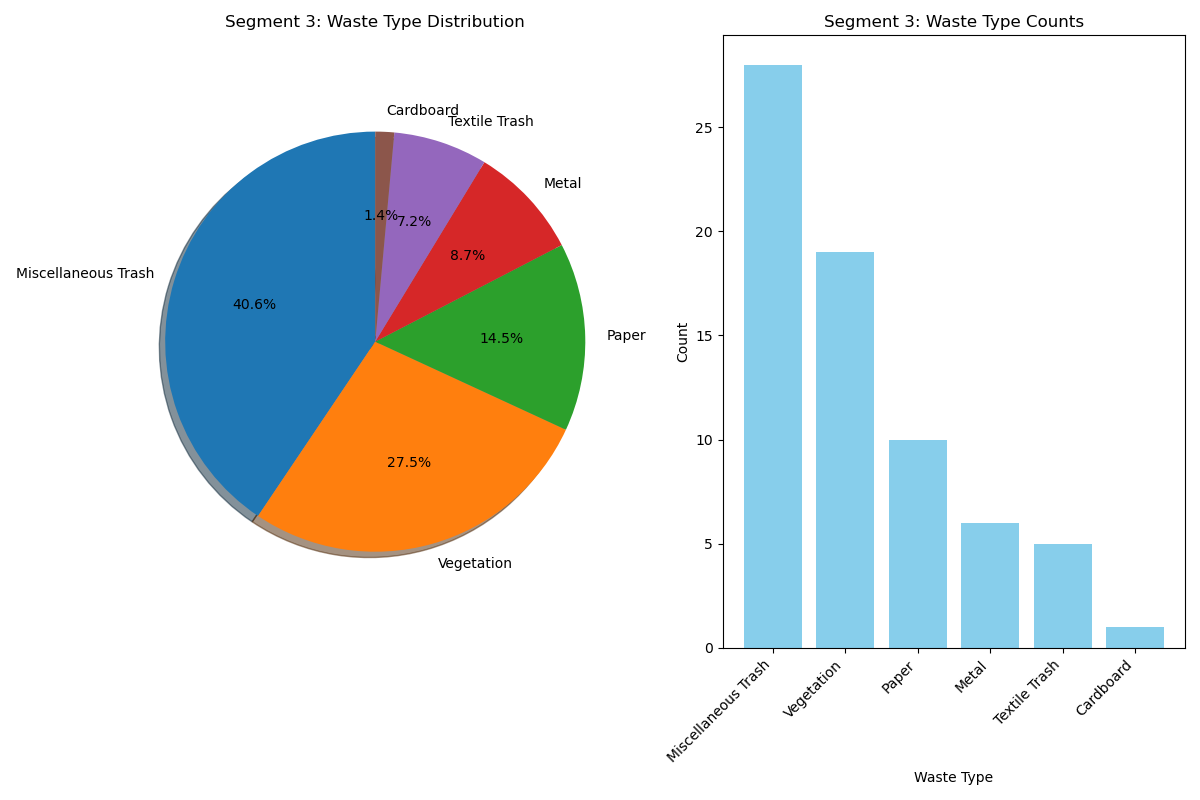 Segment 3: Waste Type Distribution
Cardboard
Textile Trash
Metal
Paper
Vegetation
Miscellaneous Trash
1.4%
7.2%
8.7%
14.5%
27.5%
40.6%
Segment 3: Waste Type Counts
Count
25
20
15
10
5
0
Miscellaneous Trash
Vegetation
Paper
Metal
Textile Trash
Cardboard
Waste Type